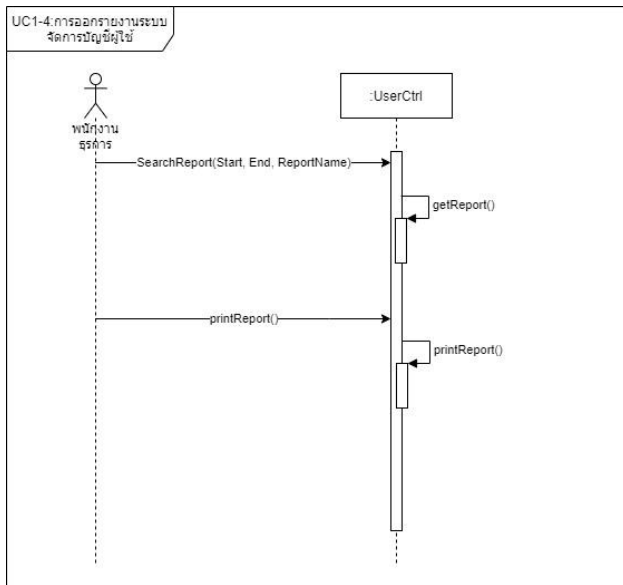 UC1-4:การออกรายงานระบบ
จัดการบัญชีผู้ใช้
:UserCtrl
พนักงาน
ธุรการ
SearchReport(Start, End, ReportName)
getReport()
printReport()
printReport()